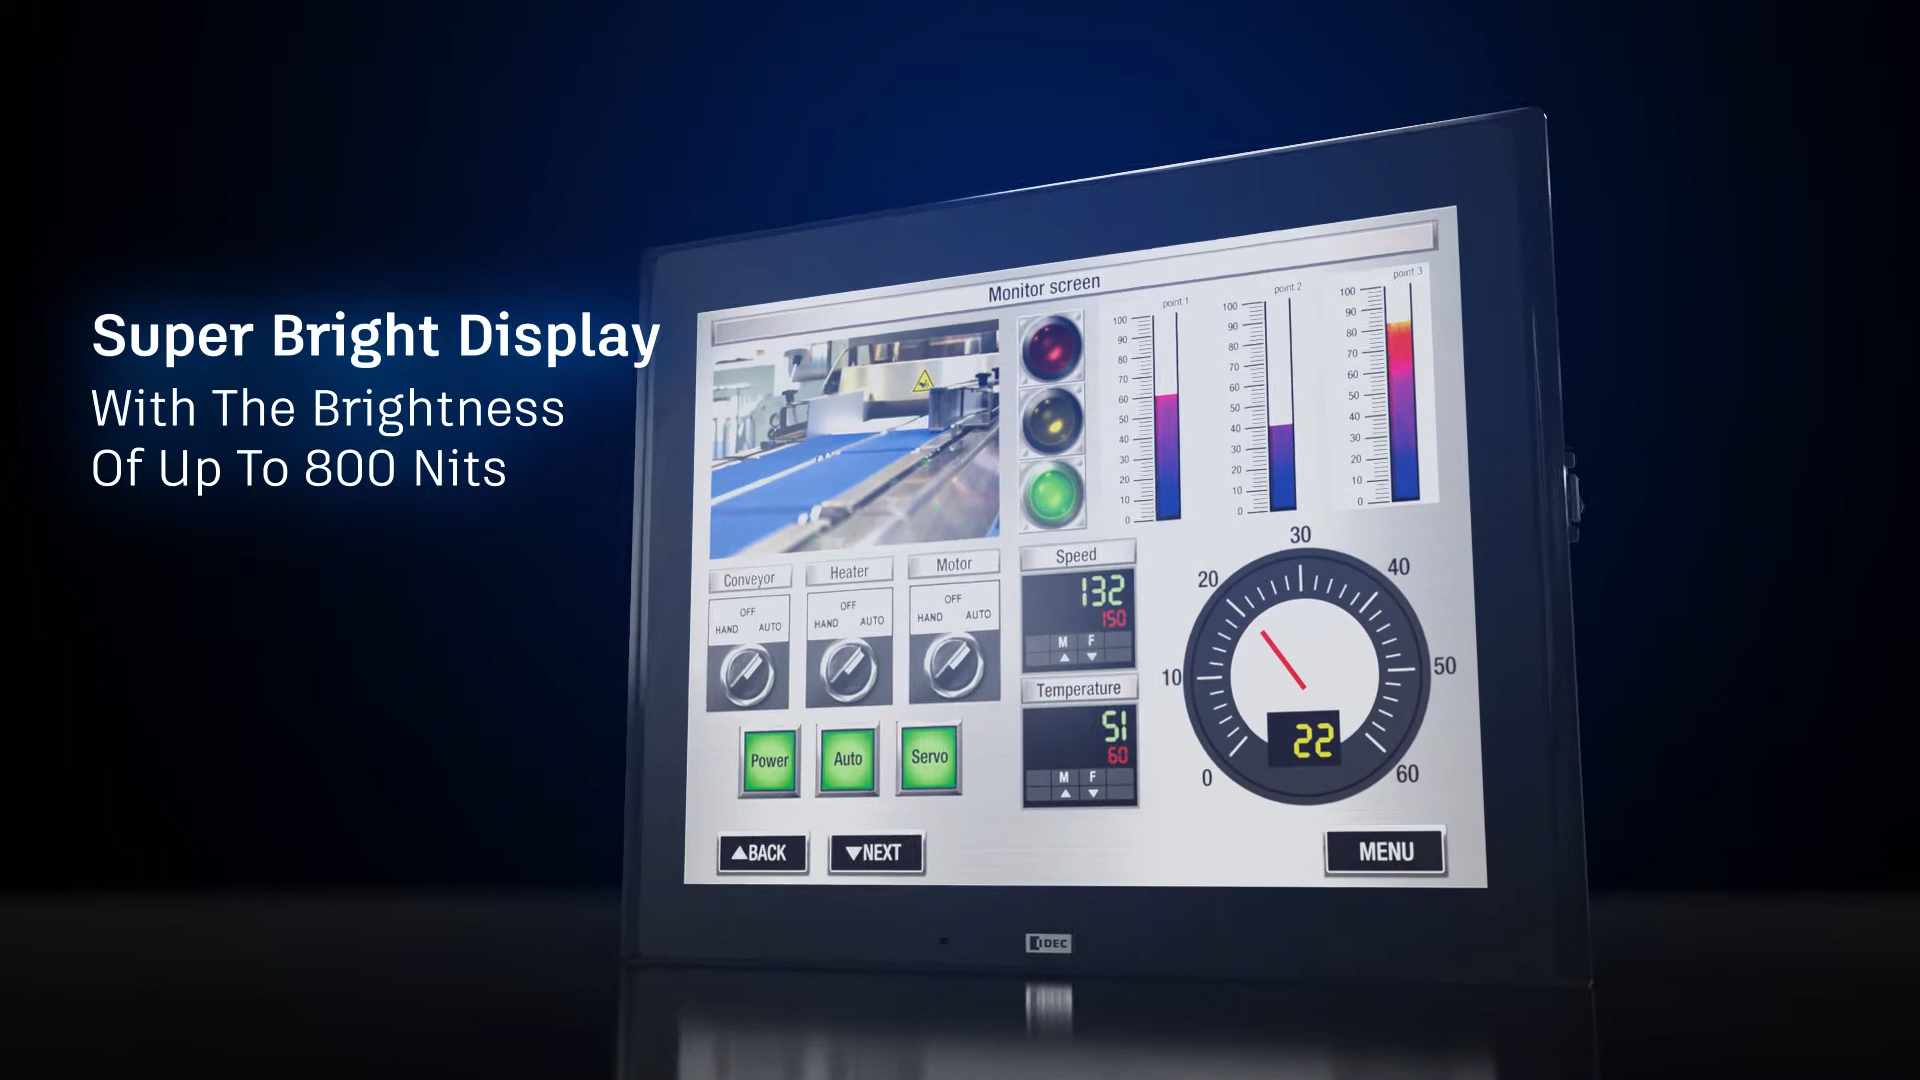 Super Bright Display
With The Brightness
Of Up To 800 Nits
Monitor screen
point.1
100
90
80
70
60
50
40
30
20
10
0
point.2
100
90
80
70
60
50
40
30
20
10
0
point.3
100
90
80
70
60
50
40
30
20
10
0
Conveyor
OFF
HAND AUTO
Heater
OFF
HAND AUTO
Motor
OFF
HAND AUTO
Speed
132
150
M F
Temperature
51
60
M F
0
10
20
30
40
50
60
22
Power
Auto
Servo
▲BACK
▼NEXT
MENU
IDEC